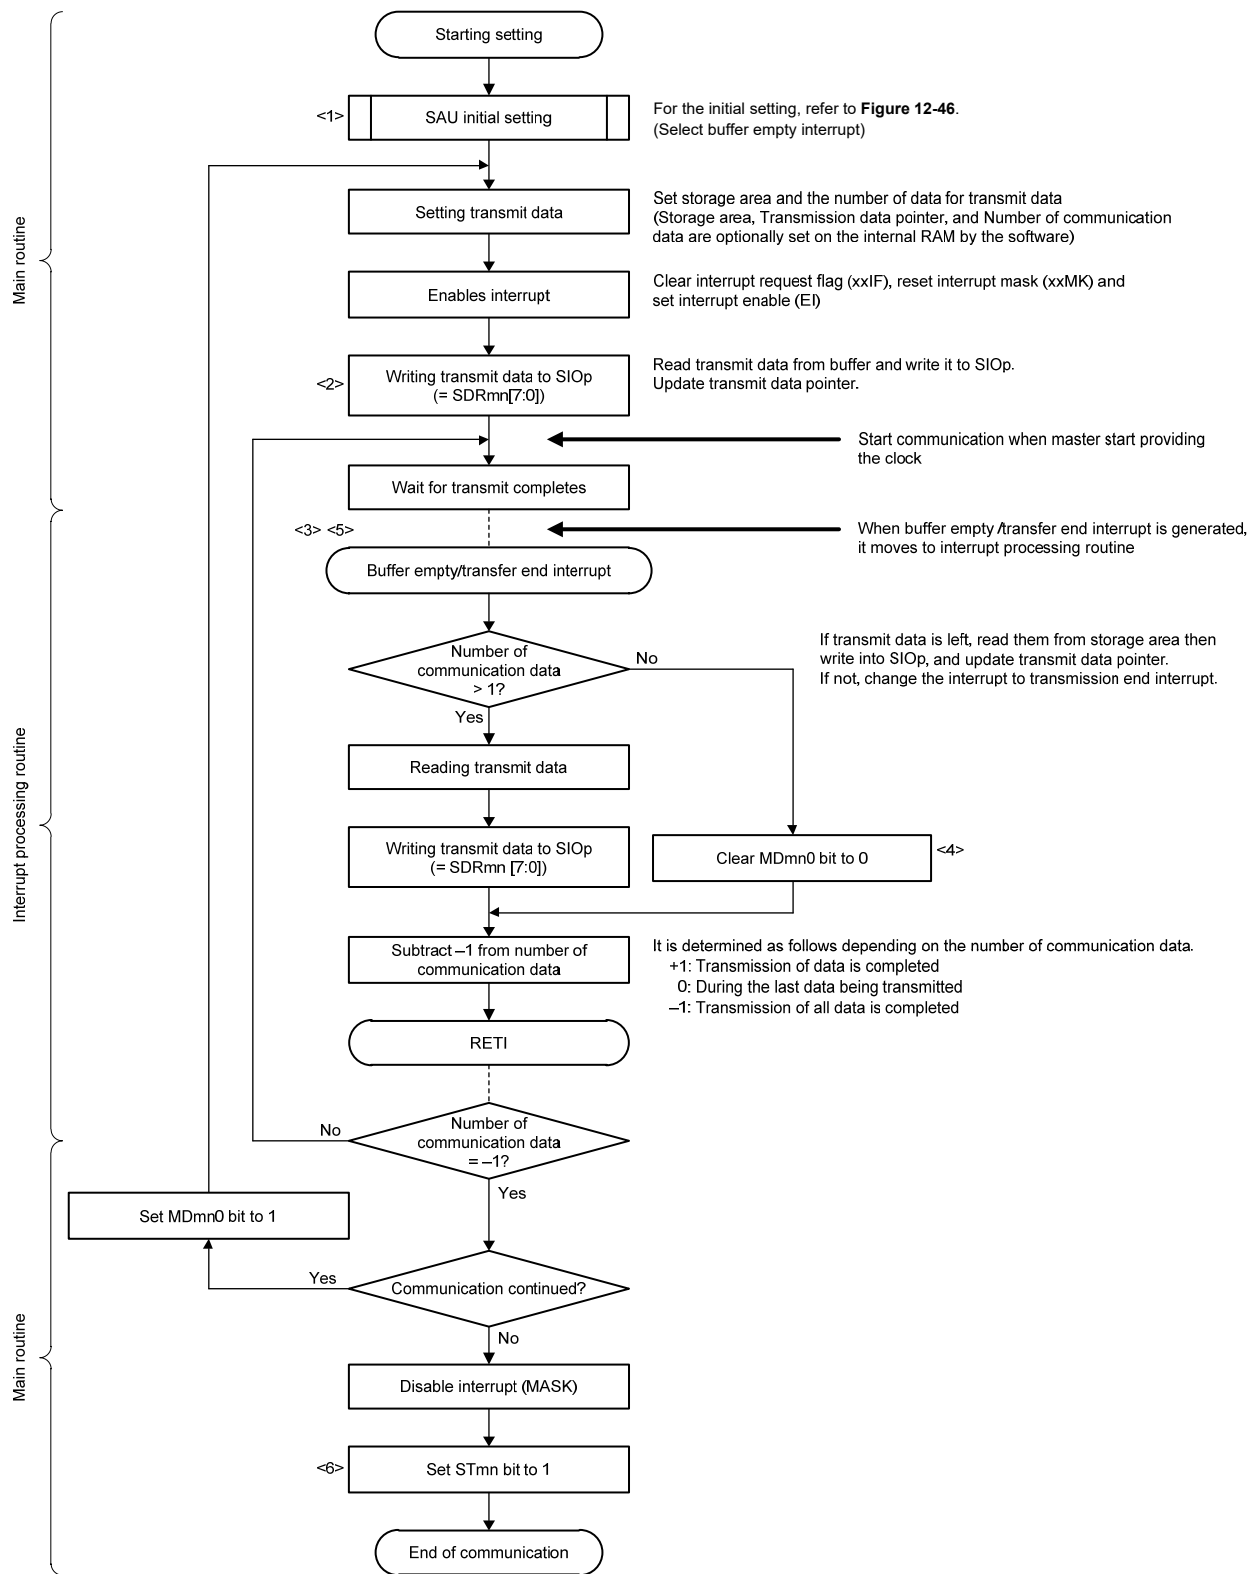 Starting setting
<1>
SAU initial setting
For the initial setting, refer to Figure 12-46.
(Select buffer empty interrupt)
Main routine
Setting transmit data
Set storage area and the number of data for transmit data
(Storage area, Transmission data pointer, and Number of communication
data are optionally set on the internal RAM by the software)
Enables interrupt
Clear interrupt request flag (xxIF), reset interrupt mask (xxMK) and
set interrupt enable (EI)
<2>
Writing transmit data to SIOp
(= SDRmn[7:0])
Read transmit data from buffer and write it to SIOp.
Update transmit data pointer.
Start communication when master start providing
the clock
Wait for transmit completes
<3> <5>
When buffer empty/transfer end interrupt is generated,
it moves to interrupt processing routine
Buffer empty/transfer end interrupt
Interrupt processing routine
Number of
communication data
> 1?
No
Yes
If transmit data is left, read them from storage area then
write into SIOp, and update transmit data pointer.
If not, change the interrupt to transmission end interrupt.
Reading transmit data
Writing transmit data to SIOp
(= SDRmn [7:0])
Clear MDmn0 bit to 0
<4>
Subtract –1 from number of
communication data
It is determined as follows depending on the number of communication data.
+1: Transmission of data is completed
0: During the last data being transmitted
–1: Transmission of all data is completed
RETI
Number of
communication data
= –1?
No
Yes
Set MDmn0 bit to 1
Main routine
Communication continued?
Yes
No
Disable interrupt (MASK)
<6>
Set STmn bit to 1
End of communication